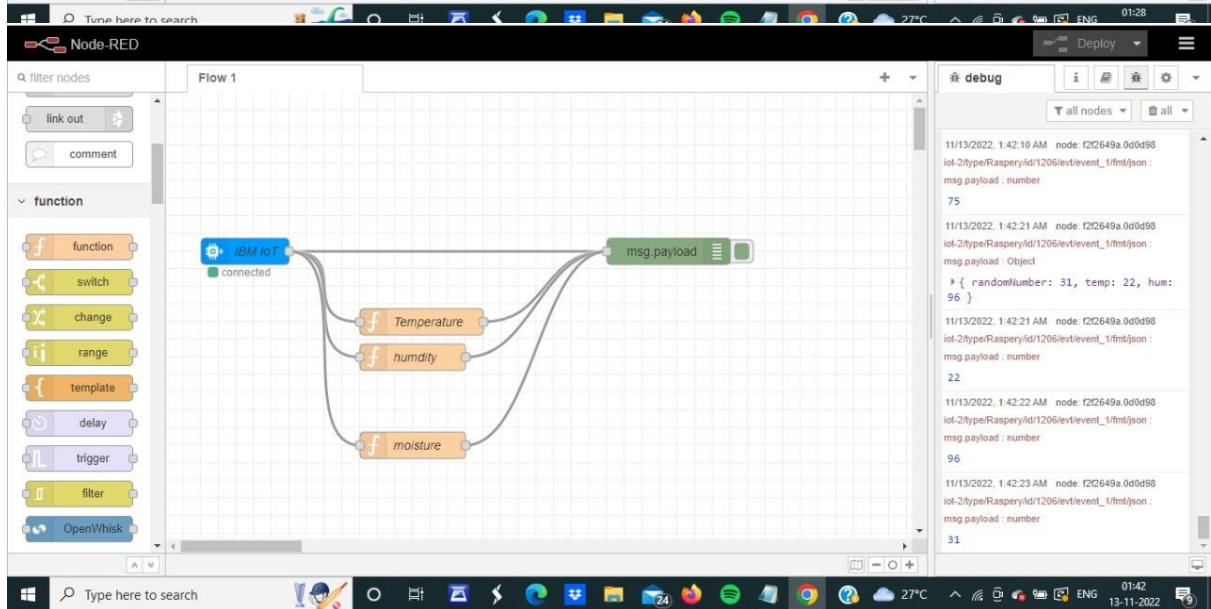 Type here to search
27°C
ENG
01:28
Node-RED
Deploy
filter nodes
Flow 1
debug
i
all nodes
all
link out
comment
function
function
switch
change
range
template
delay
trigger
filter
OpenWhisk
IBM IoT
connected
Temperature
humdity
moisture
msg.payload
11/13/2022, 1:42:10 AM node: f2f2649a.0d0d98
iot-2/type/Raspery/id/1206/evt/event_1/fmt/json :
msg.payload : number
75
11/13/2022, 1:42:21 AM node: f2f2649a.0d0d98
iot-2/type/Raspery/id/1206/evt/event_1/fmt/json :
msg.payload : Object
{ randomNumber: 31, temp: 22, hum:
96 }
11/13/2022, 1:42:21 AM node: f2f2649a.0d0d98
iot-2/type/Raspery/id/1206/evt/event_1/fmt/json :
msg.payload : number
22
11/13/2022, 1:42:22 AM node: f2f2649a.0d0d98
iot-2/type/Raspery/id/1206/evt/event_1/fmt/json :
msg.payload : number
96
11/13/2022, 1:42:23 AM node: f2f2649a.0d0d98
iot-2/type/Raspery/id/1206/evt/event_1/fmt/json :
msg.payload : number
31
Type here to search
24
27°C
ENG
01:42
13-11-2022